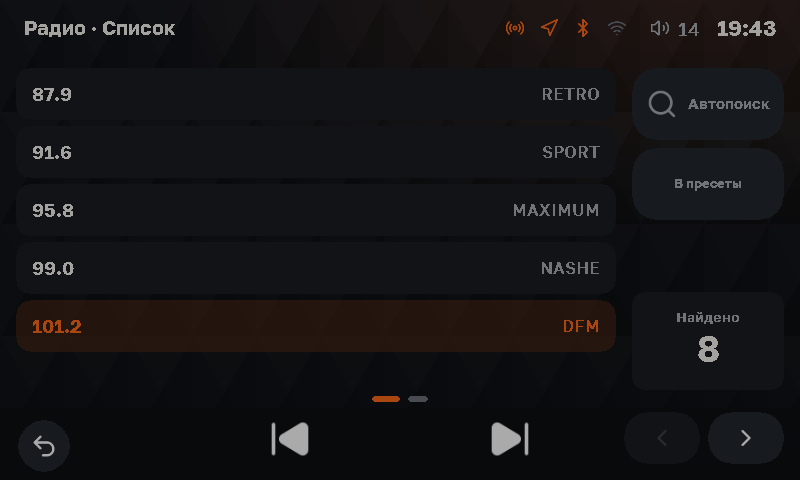 Радио · Список
14 19:43
87.9 RETRO
91.6 SPORT
95.8 MAXIMUM
99.0 NASHE
101.2 DFM
Автопоиск
В пресеты
Найдено
8